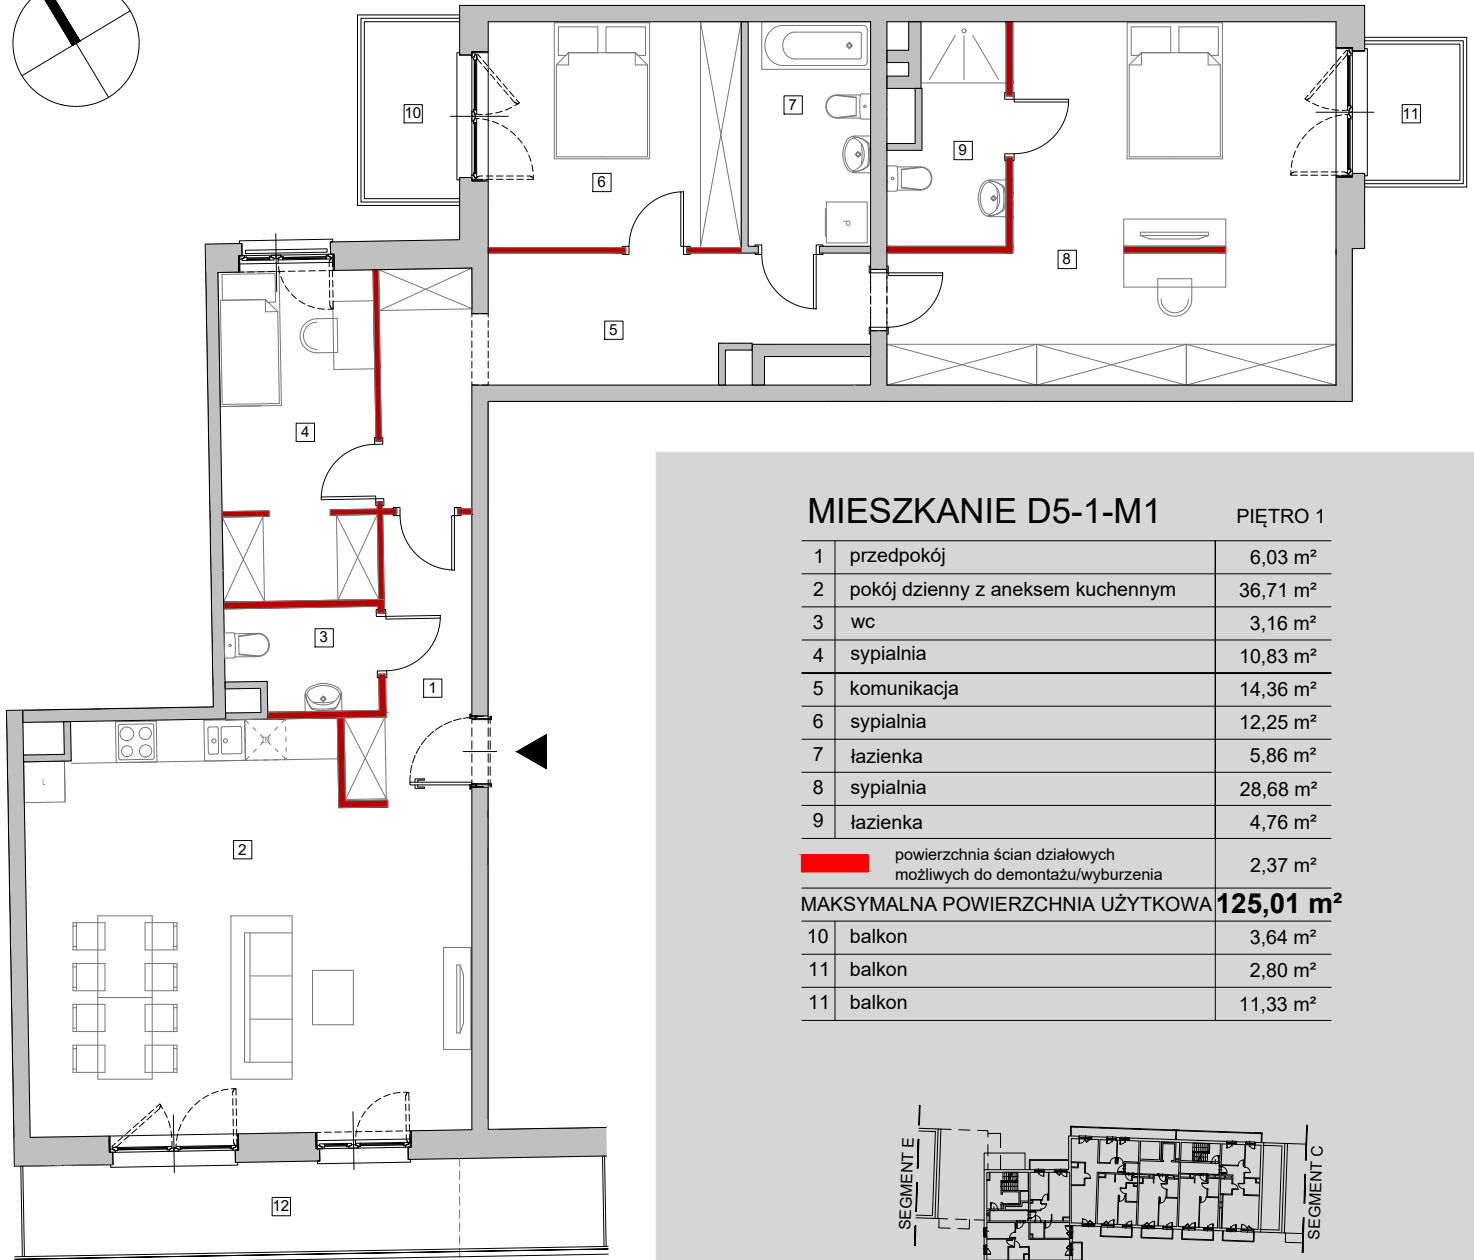 10
6
7
9
8
11
5
4
3
1
2
12
P
L
MIESZKANIE D5-1-M1 PIĘTRO 1
1 przedpokój 6,03 m²
2 pokój dzienny z aneksem kuchennym 36,71 m²
3 wc 3,16 m²
4 sypialnia 10,83 m²
5 komunikacja 14,36 m²
6 sypialnia 12,25 m²
7 łazienka 5,86 m²
8 sypialnia 28,68 m²
9 łazienka 4,76 m²
powierzchnia ścian działowych
możliwych do demontażu/wyburzenia 2,37 m²
MAKSYMALNA POWIERZCHNIA UŻYTKOWA 125,01 m²
10 balkon 3,64 m²
11 balkon 2,80 m²
11 balkon 11,33 m²
SEGMENT E
SEGMENT C